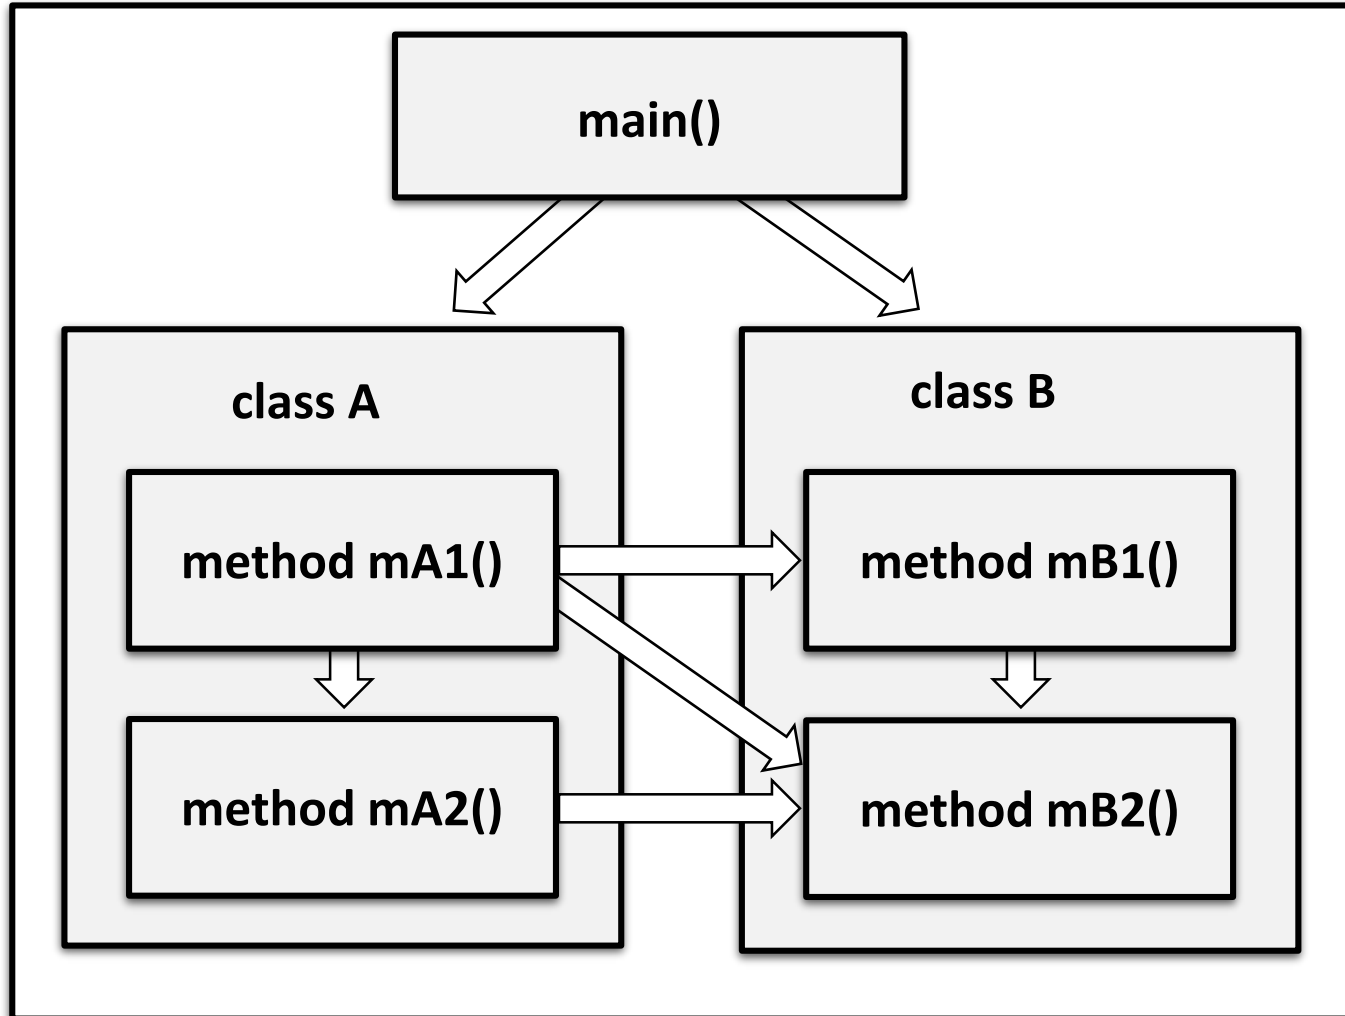 main()
class A
class B
method mA1()
method mB1()
method mA2()
method mB2()